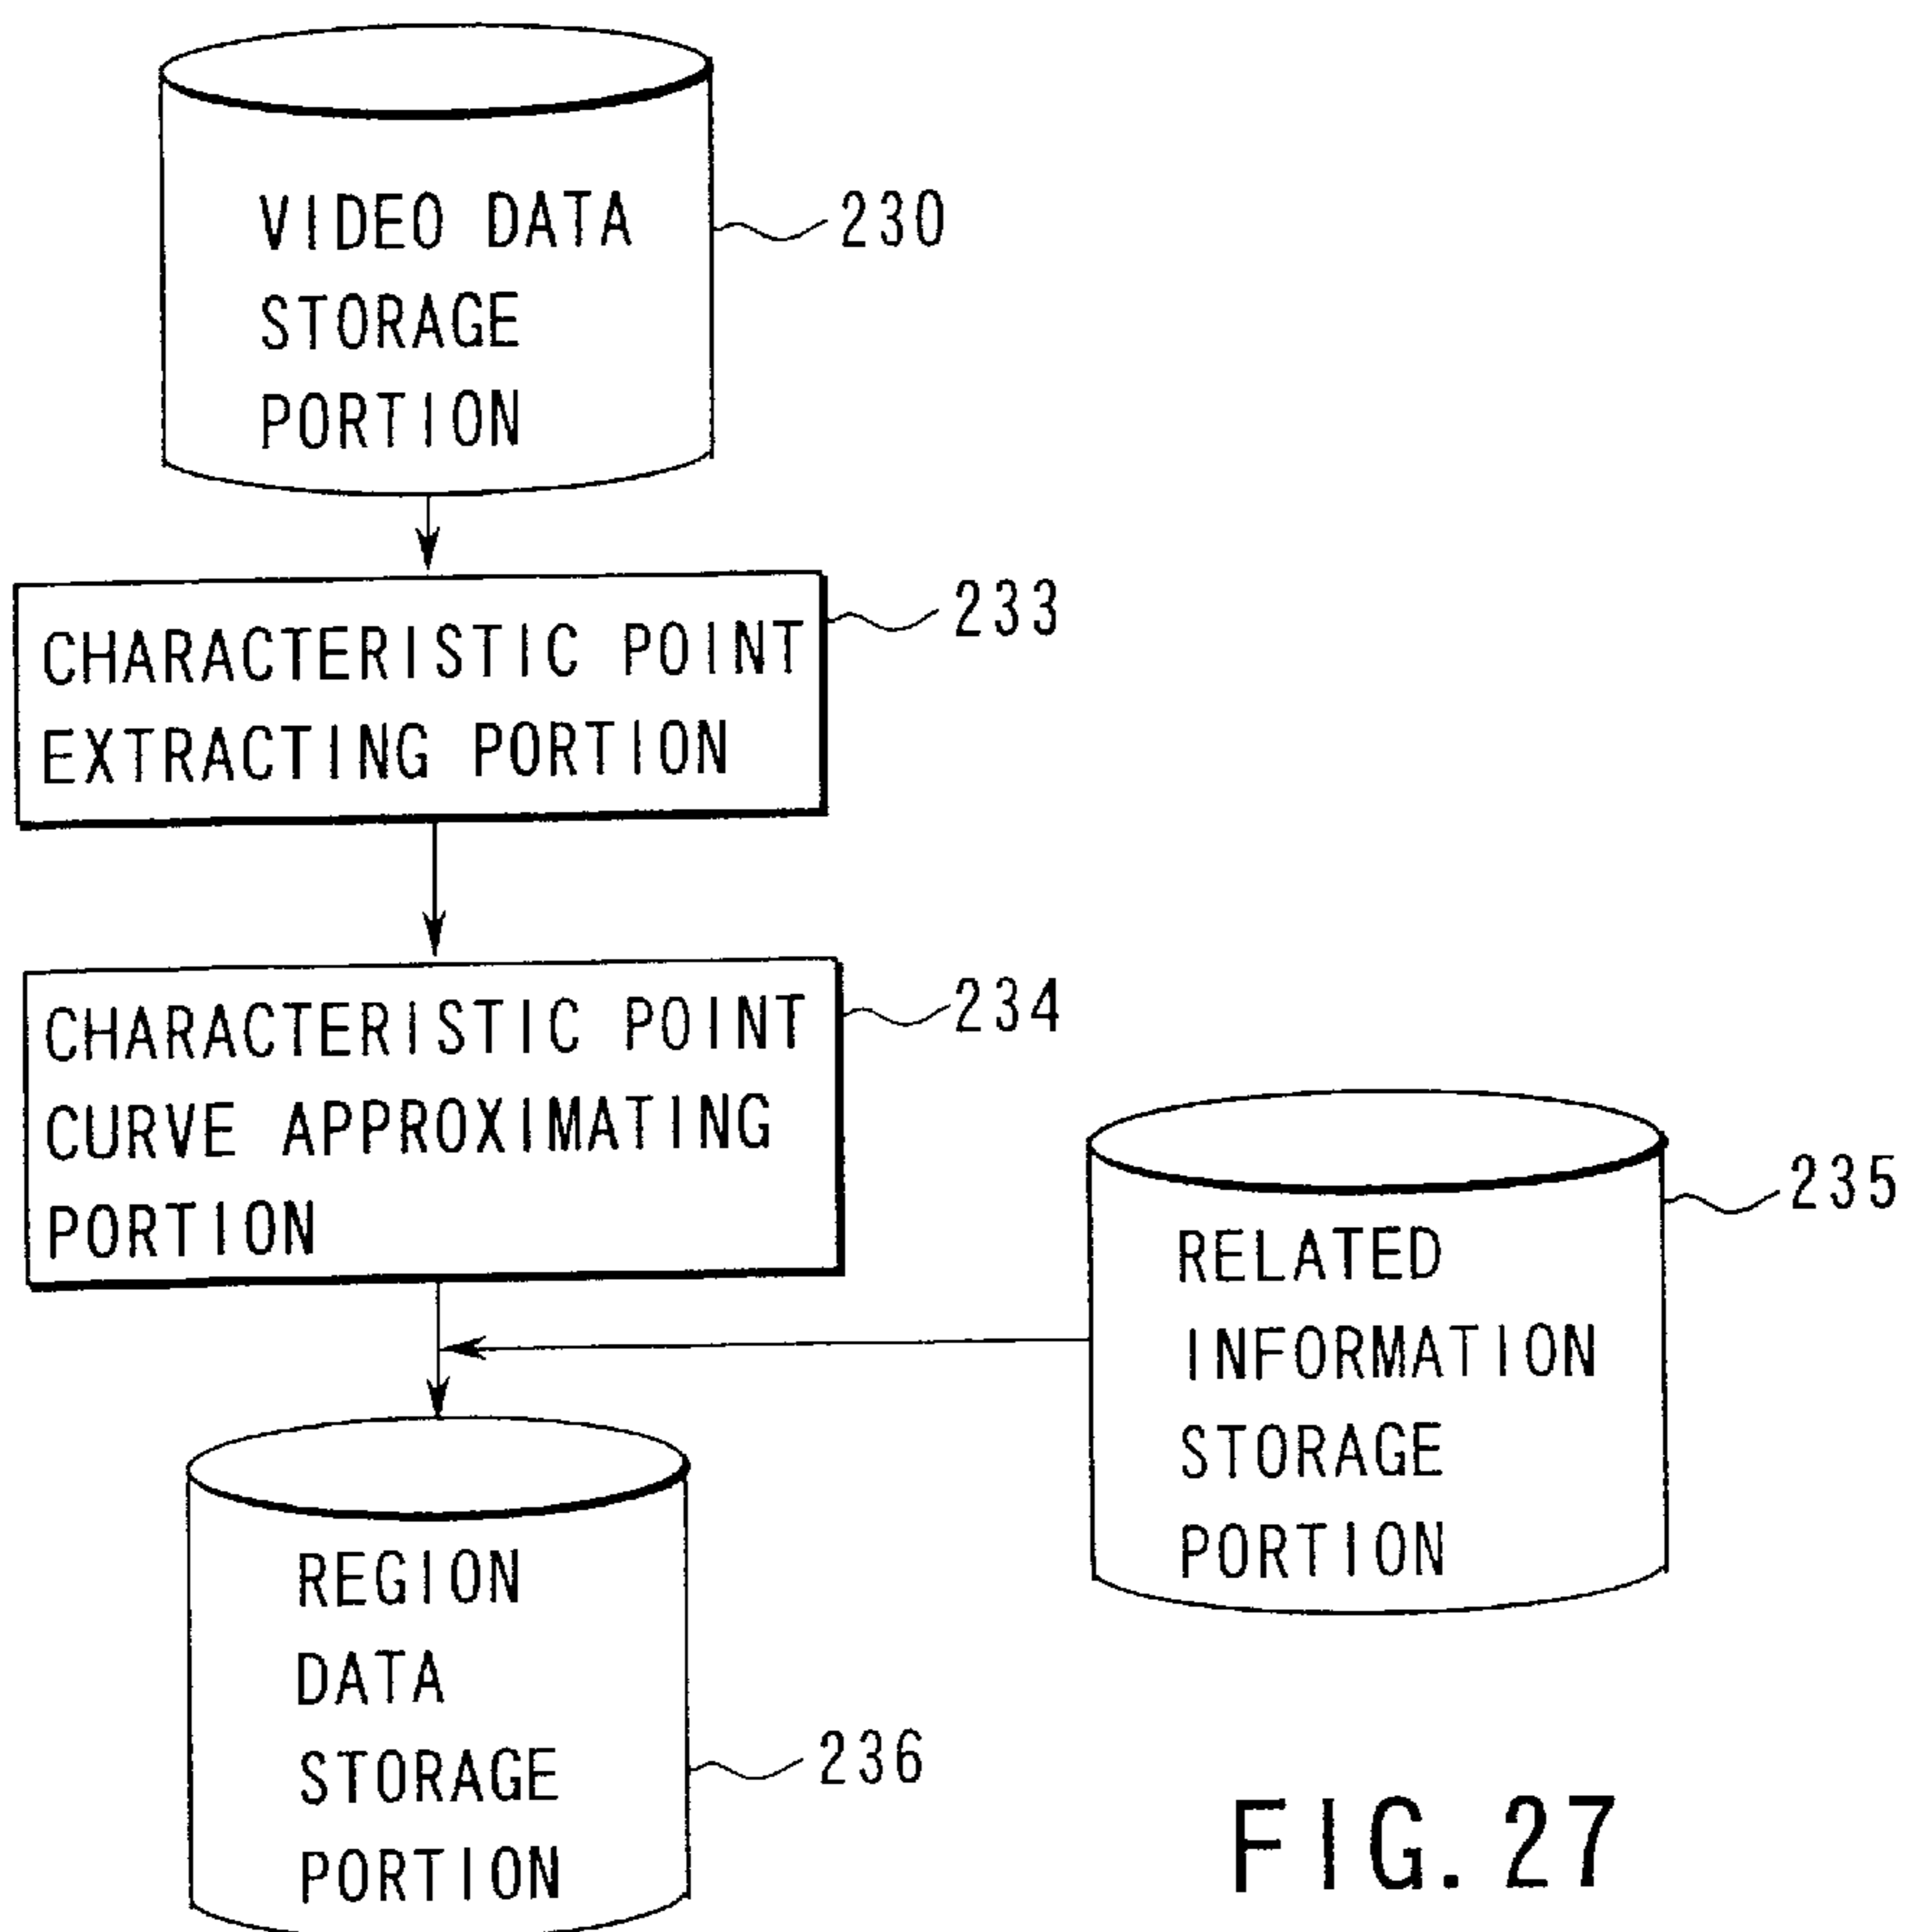 VIDEO DATA
STORAGE
PORTION
230
CHARACTERISTIC POINT
EXTRACTING PORTION
233
CHARACTERISTIC POINT
CURVE APPROXIMATING
PORTION
234
RELATED
INFORMATION
STORAGE
PORTION
235
REGION
DATA
STORAGE
PORTION
236
FIG. 27